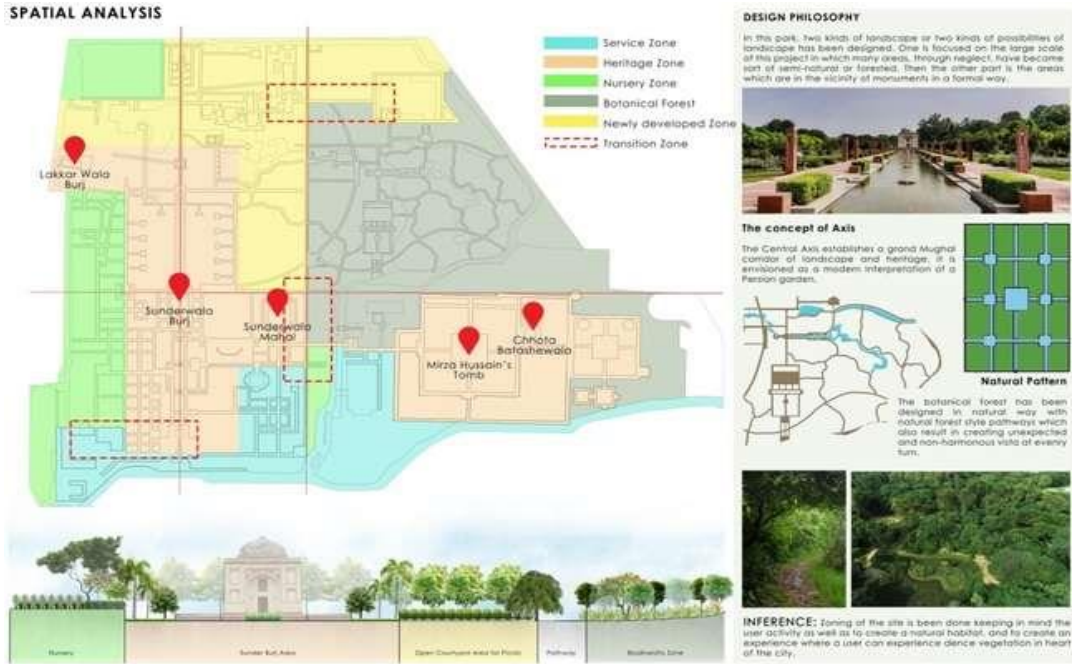 SPATIAL ANALYSIS
Service Zone
Heritage Zone
Nursery Zone
Botanical Forest
Newly developed Zone
Transition Zone
Lakkar Wala
Burj
Sunderwala
Burj
Sunderwala
Mahal
Mirza Hussain's
Tomb
Chhota
Batashewala
Nursery
Sunder Burj Area
Open Courtyard Area for Picnic
Pathway
Biodiversity Zone
DESIGN PHILOSOPHY
In this park, two kinds of landscape or two kinds of possibilities of
landscape has been designed. One is focused on the large scale
of this project in which many areas, through neglect, have become
sort of semi-natural or forested. Then the other part is the areas
which are in the vicinity of monuments in a formal way.
The concept of Axis
The Central Axis establishes a grand Mughal
corridor of landscape and heritage. It is
envisioned as a modern interpretation of a
Persian garden.
Natural Pattern
The botanical forest has been
designed in natural way with
natural forest style pathways which
also result in creating unexpected
and non-harmonous vista at evenry
turn.
INFERENCE: Zoning of the site is been done keeping in mind the
user activity as well as to create a natural habitat, and to create an
experience where a user can experience dence vegetation in heart
of the city.